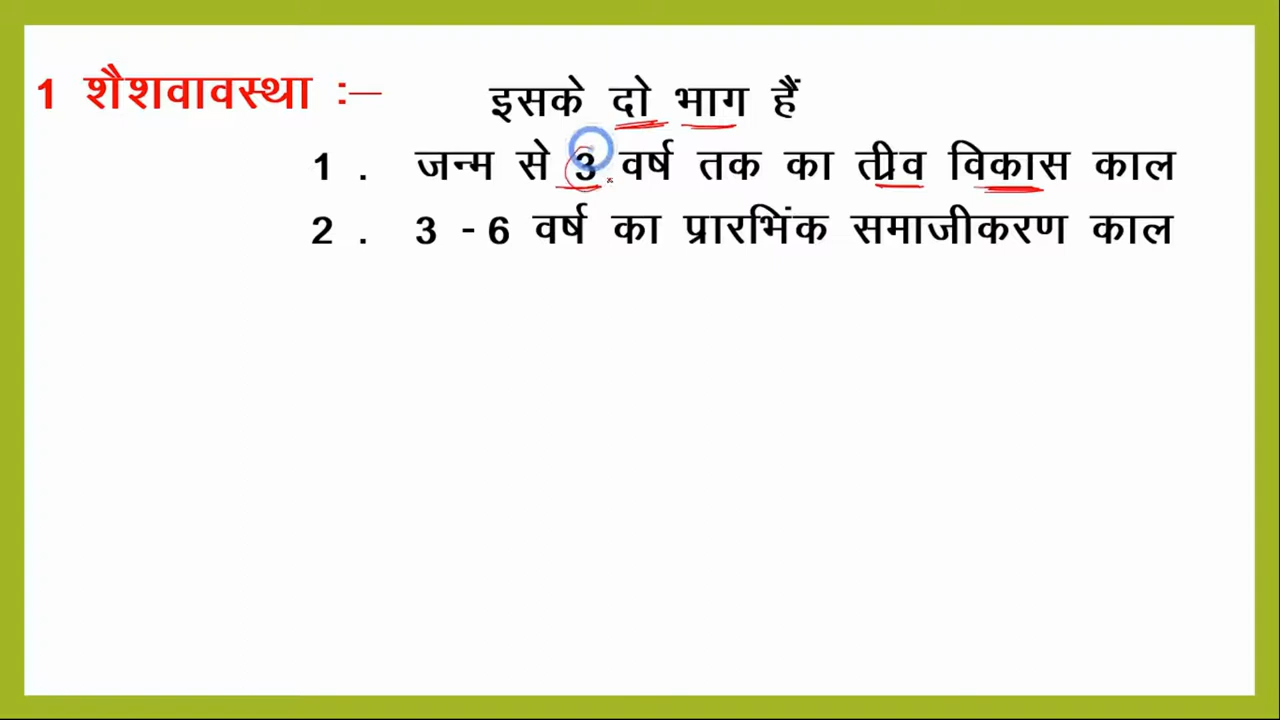 1 शैशवावस्था :– इसके दो भाग हैं
1 . जन्म से 3 वर्ष तक का तीव्र विकास काल
2 . 3 - 6 वर्ष का प्रारभिंक समाजीकरण काल